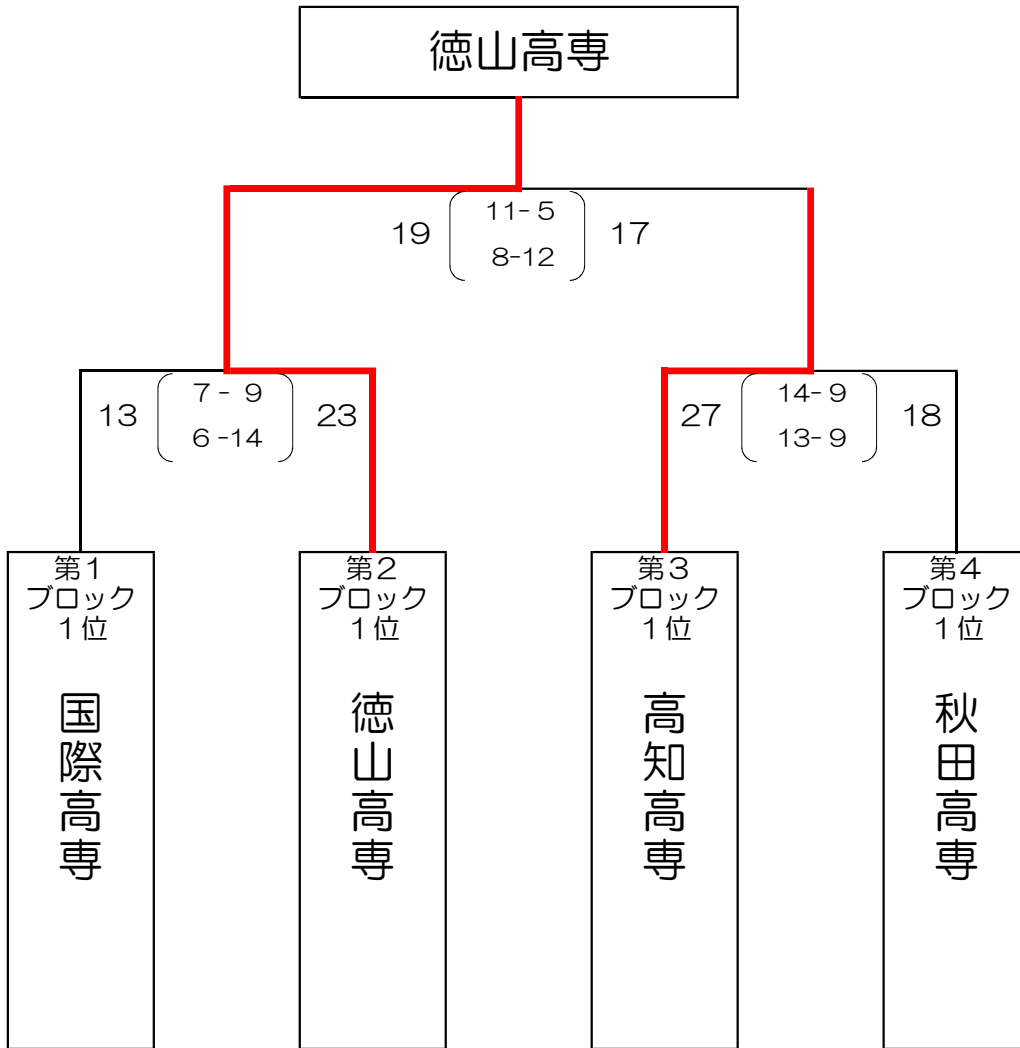 徳山高専
19 11-5 17
8-12
13 7-9 23
6-14
27 14-9 18
13-9
第1
ブロック
1位
国際高専
第2
ブロック
1位
徳山高専
第3
ブロック
1位
高知高専
第4
ブロック
1位
秋田高専